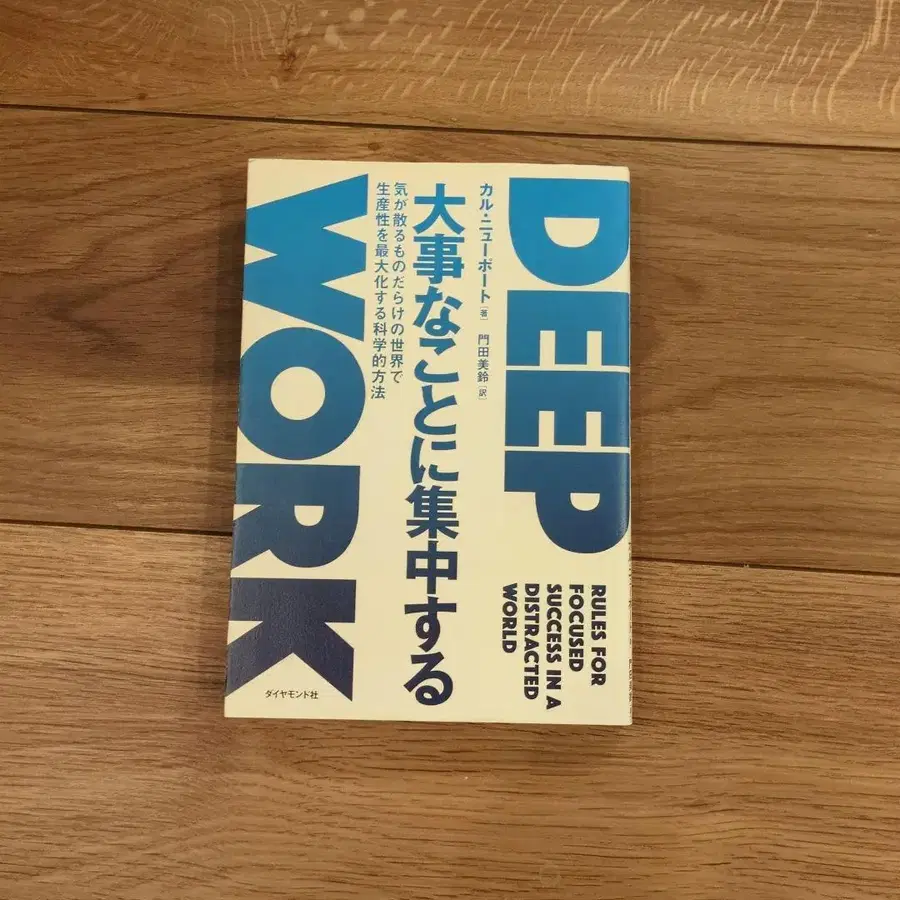 DEEP
WORK
RULES FOR
FOCUSED
SUCCESS IN A
DISTRACTED
WORLD
カル・ニューポート[著] 門田美鈴[訳]
大事なことに集中する
気が散るものだらけの世界で
生産性を最大化する科学的方法
ダイヤモンド社